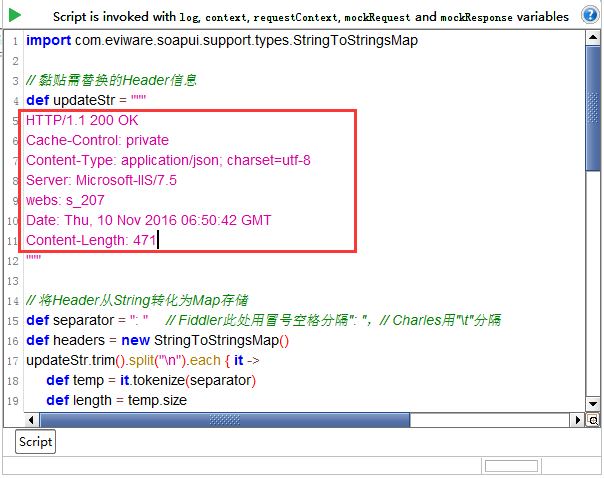 Script is invoked with log, context, requestContext, mockRequest and mockResponse variables
1 import com.eviware.soapui.support.types.StringToStringsMap
2
3 // 黏贴需替换的Header信息
4 def updateStr = """
5 HTTP/1.1 200 OK
6 Cache-Control: private
7 Content-Type: application/json; charset=utf-8
8 Server: Microsoft-IIS/7.5
9 webs: s_207
10 Date: Thu, 10 Nov 2016 06:50:42 GMT
11 Content-Length: 471
12 """
13
14 // 将Header从String转化为Map存储
15 def separator = ": " // Fiddler此处用冒号空格分隔": "，// Charles用"\t"分隔
16 def headers = new StringToStringsMap()
17 updateStr.trim().split("\n").each { it ->
18 def temp = it.tokenize(separator)
19 def length = temp.size
Script